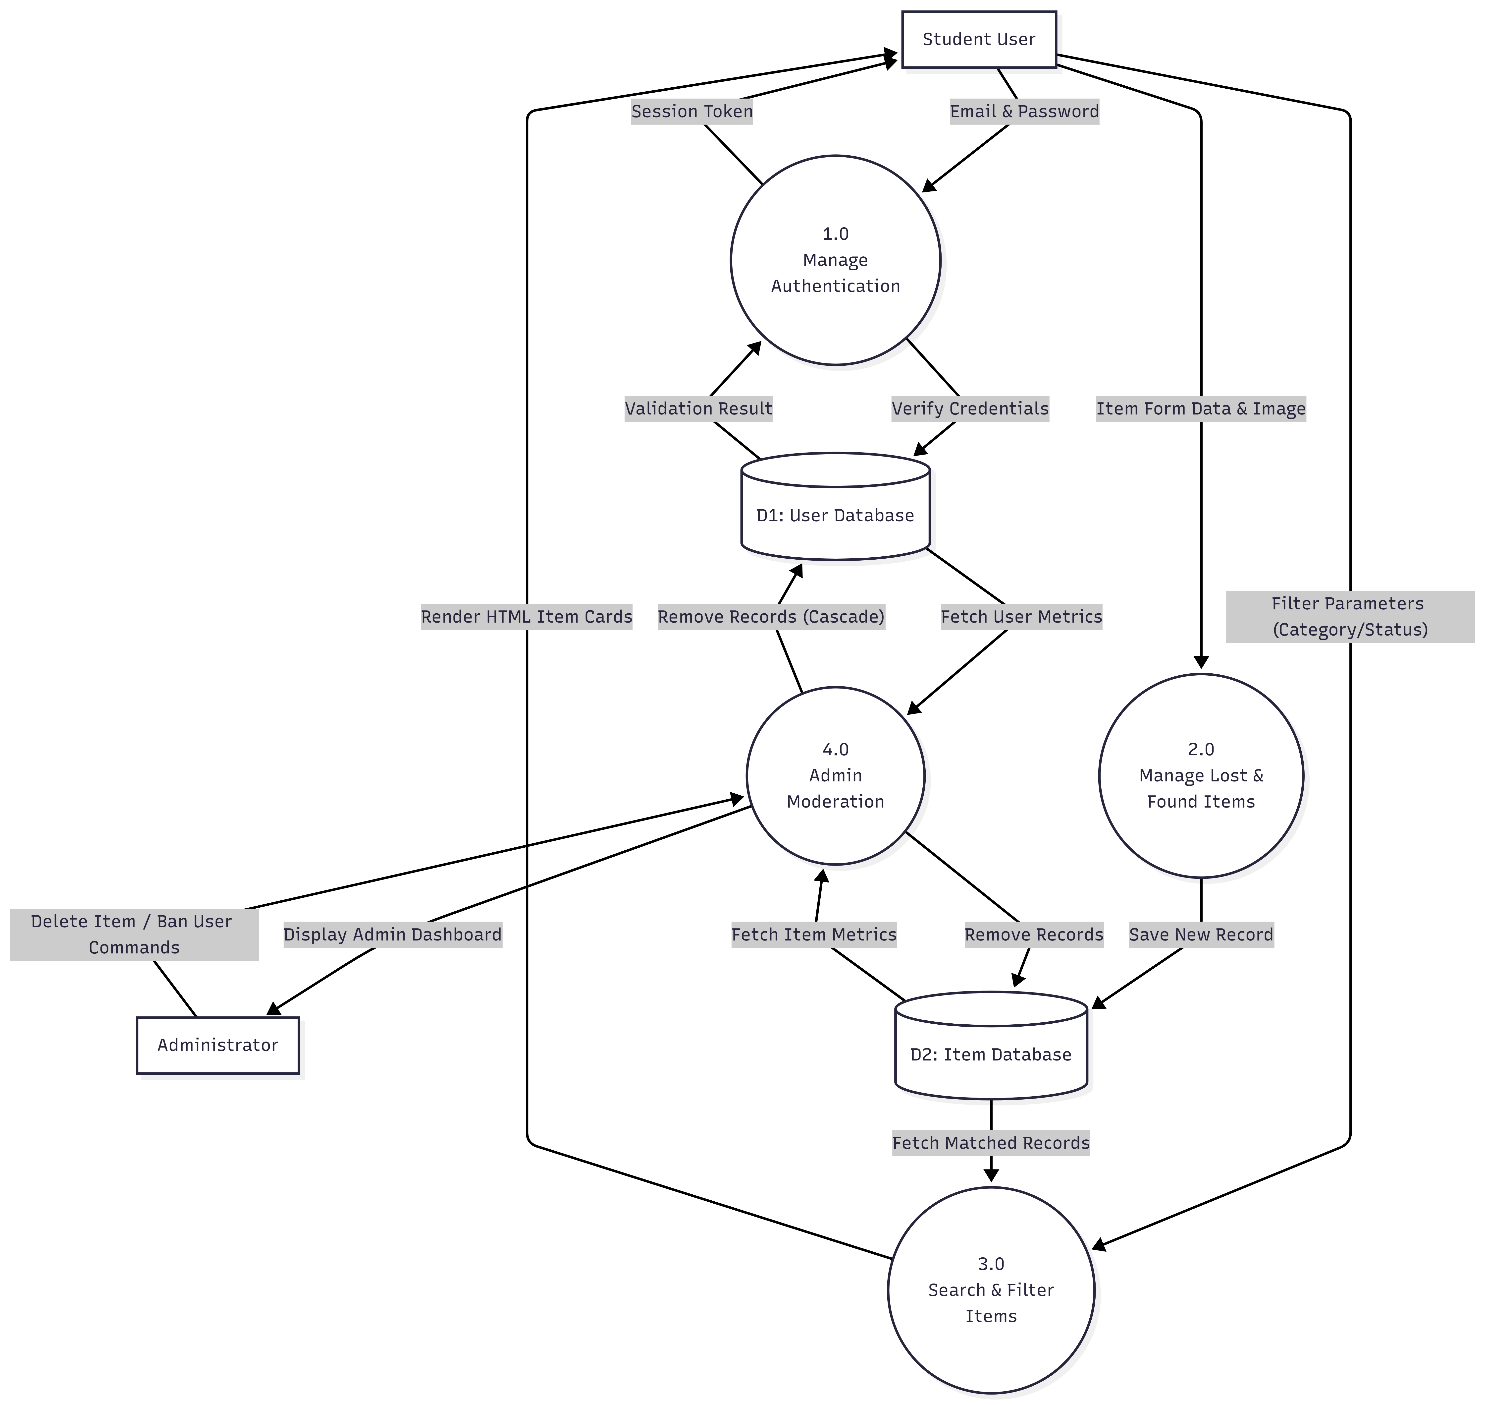 Student User
Session Token
Email & Password
1.0
Manage
Authentication
Validation Result
Verify Credentials
Item Form Data & Image
D1: User Database
Render HTML Item Cards
Remove Records (Cascade)
Fetch User Metrics
Filter Parameters
(Category/Status)
4.0
Admin
Moderation
2.0
Manage Lost &
Found Items
Delete Item / Ban User
Commands
Display Admin Dashboard
Fetch Item Metrics
Remove Records
Save New Record
Administrator
D2: Item Database
Fetch Matched Records
3.0
Search & Filter
Items